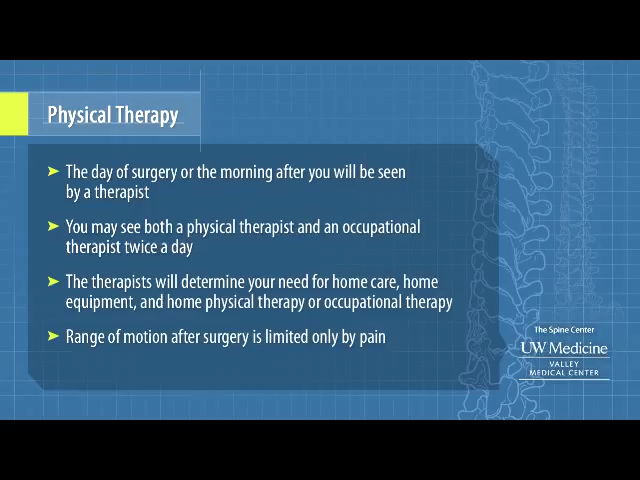 Physical Therapy
The day of surgery or the morning after you will be seen
by a therapist
You may see both a physical therapist and an occupational
therapist twice a day
The therapists will determine your need for home care, home
equipment, and home physical therapy or occupational therapy
Range of motion after surgery is limited only by pain
The Spine Center
UW Medicine
VALLEY
MEDICAL CENTER